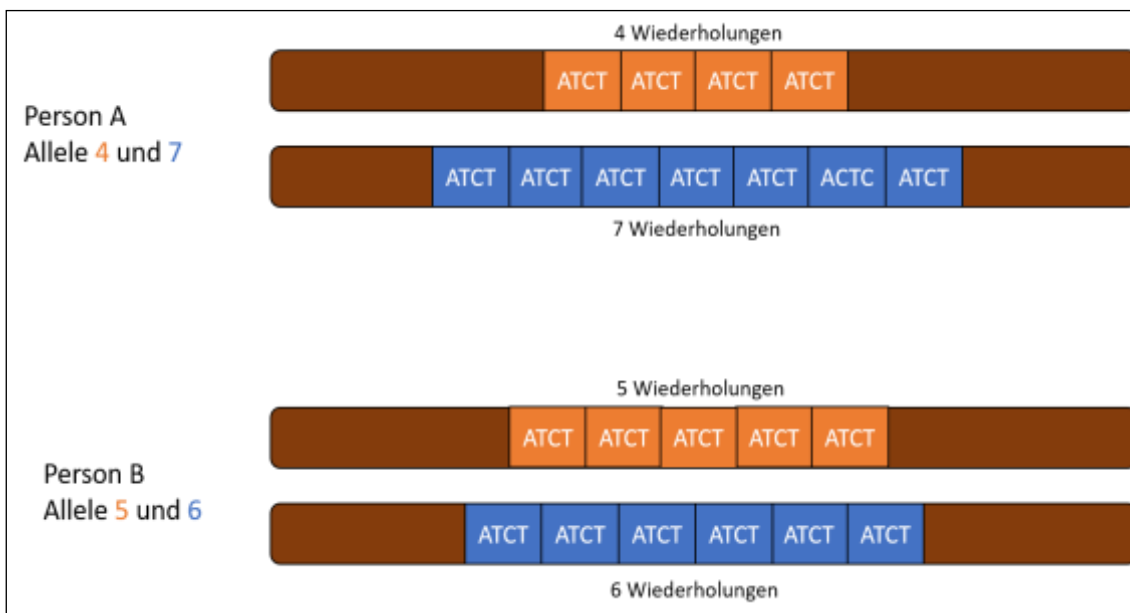 4 Wiederholungen
ATCT ATCT ATCT ATCT
Person A
Allele 4 und 7
ATCT ATCT ATCT ATCT ATCT ACTC ATCT
7 Wiederholungen
5 Wiederholungen
ATCT ATCT ATCT ATCT ATCT
Person B
Allele 5 und 6
ATCT ATCT ATCT ATCT ATCT ATCT
6 Wiederholungen